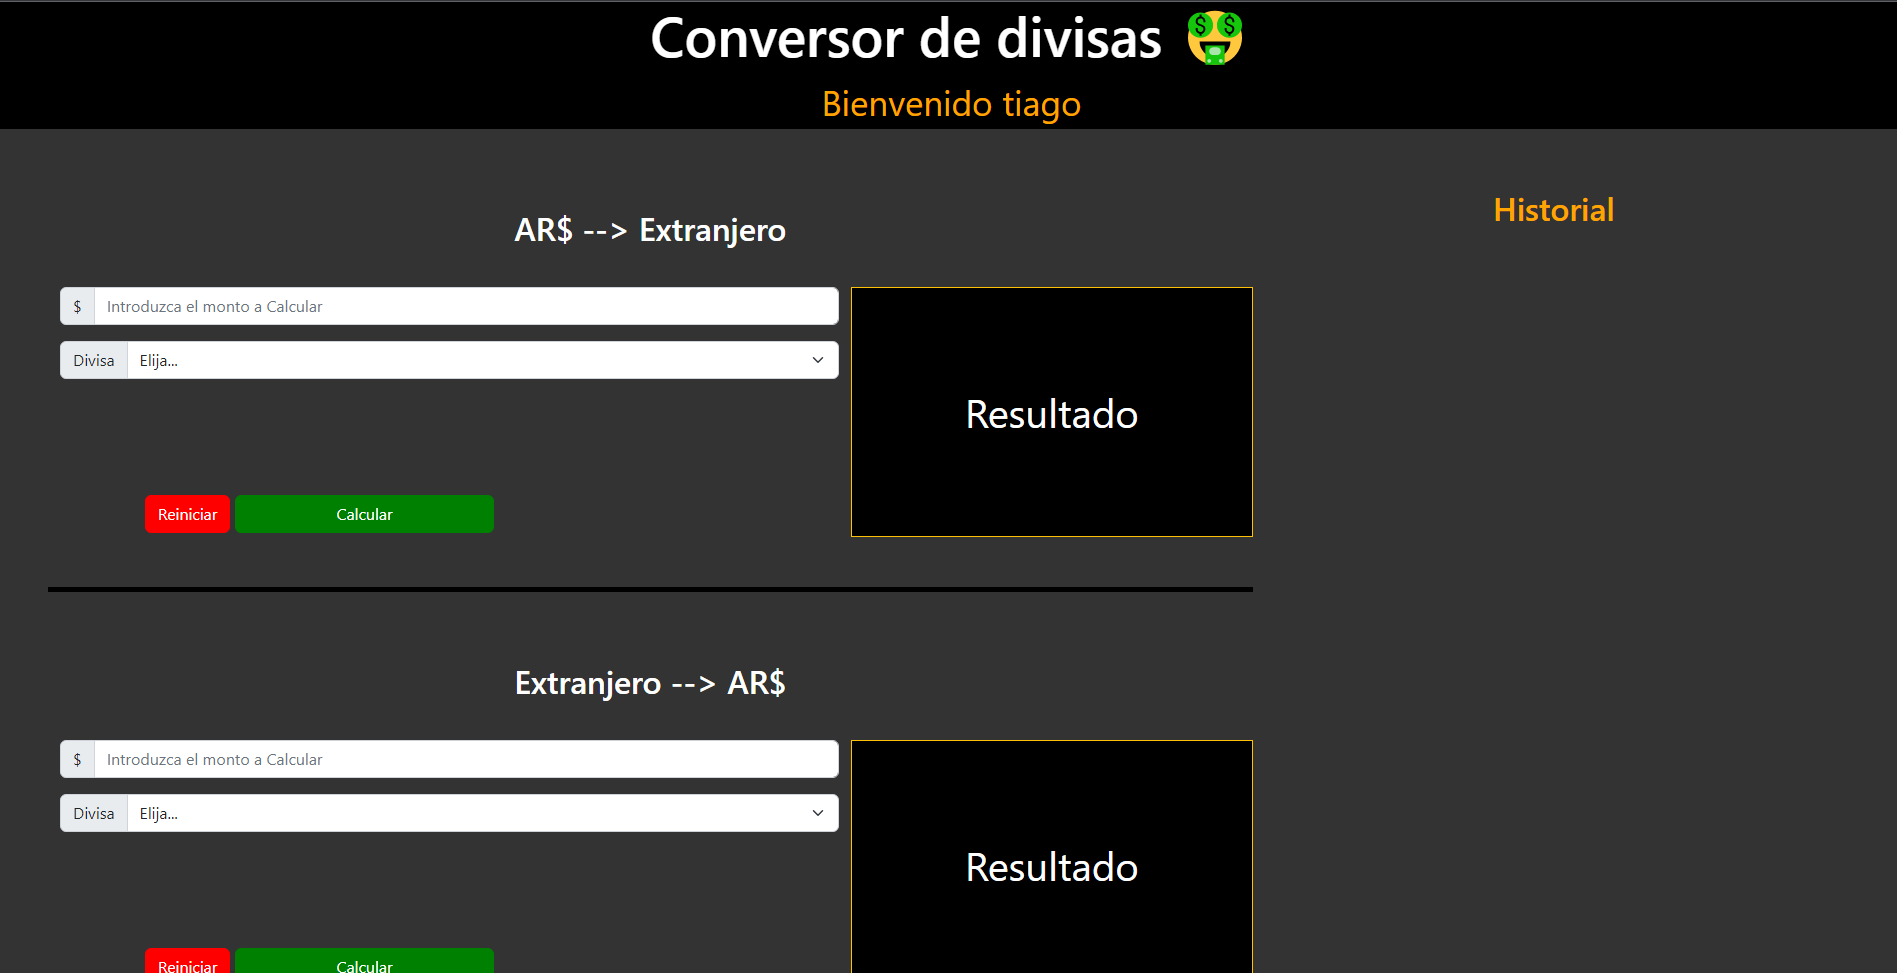 Conversor de divisas 🤑
Bienvenido tiago
AR$ --> Extranjero
$ Introduzca el monto a Calcular
Divisa Elija...
Resultado
Reiniciar Calcular
Extranjero --> AR$
$ Introduzca el monto a Calcular
Divisa Elija...
Resultado
Reiniciar Calcular
Historial